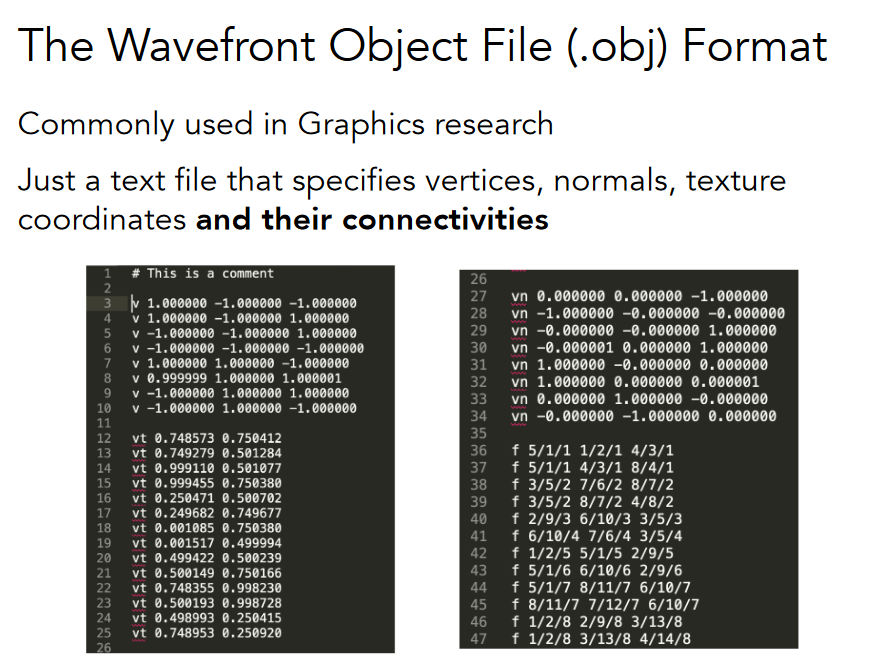 The Wavefront Object File (.obj) Format
Commonly used in Graphics research
Just a text file that specifies vertices, normals, texture
coordinates and their connectivities
1 # This is a comment
2
3 v 1.000000 -1.000000 -1.000000
4 v 1.000000 -1.000000 1.000000
5 v -1.000000 -1.000000 1.000000
6 v -1.000000 -1.000000 -1.000000
7 v 1.000000 1.000000 -1.000000
8 v 0.999999 1.000000 1.000001
9 v -1.000000 1.000000 1.000000
10 v -1.000000 1.000000 -1.000000
11
12 vt 0.748573 0.750412
13 vt 0.749279 0.501284
14 vt 0.999110 0.501077
15 vt 0.999455 0.750380
16 vt 0.250471 0.500702
17 vt 0.249682 0.749677
18 vt 0.001085 0.750380
19 vt 0.001517 0.499994
20 vt 0.499422 0.500239
21 vt 0.500149 0.750166
22 vt 0.748355 0.998230
23 vt 0.500193 0.998728
24 vt 0.498993 0.250415
25 vt 0.748953 0.250920
26
26
27 vn 0.000000 0.000000 -1.000000
28 vn -1.000000 -0.000000 -0.000000
29 vn -0.000000 -0.000000 1.000000
30 vn -0.000001 0.000000 1.000000
31 vn 1.000000 -0.000000 0.000000
32 vn 1.000000 0.000000 0.000001
33 vn 0.000000 1.000000 -0.000000
34 vn -0.000000 -1.000000 0.000000
35
36 f 5/1/1 1/2/1 4/3/1
37 f 5/1/1 4/3/1 8/4/1
38 f 3/5/2 7/6/2 8/7/2
39 f 3/5/2 8/7/2 4/8/2
40 f 2/9/3 6/10/3 3/5/3
41 f 6/10/4 7/6/4 3/5/4
42 f 1/2/5 5/1/5 2/9/5
43 f 5/1/6 6/10/6 2/9/6
44 f 5/1/7 8/11/7 6/10/7
45 f 8/11/7 7/12/7 6/10/7
46 f 1/2/8 2/9/8 3/13/8
47 f 1/2/8 3/13/8 4/14/8